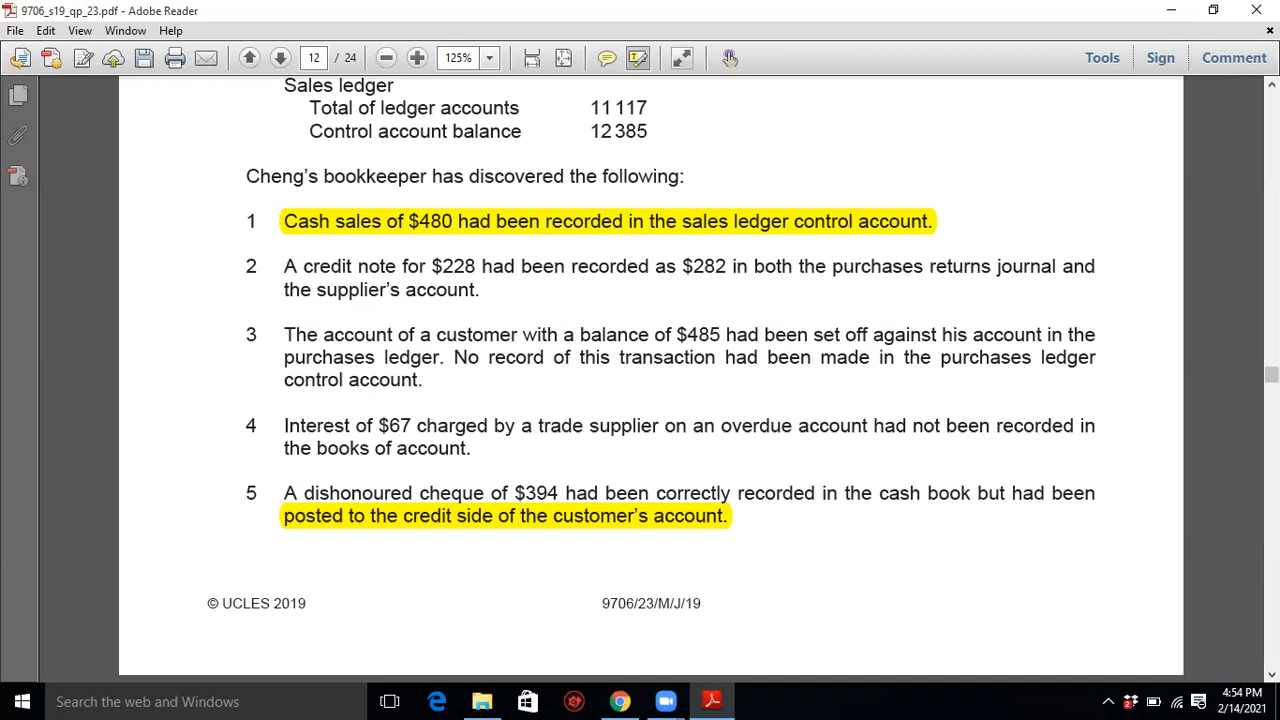 9706_s19_qp_23.pdf - Adobe Reader
File Edit View Window Help
12 / 24 125% Tools Sign Comment
Sales ledger
Total of ledger accounts 11 117
Control account balance 12 385
Cheng’s bookkeeper has discovered the following:
1 Cash sales of $480 had been recorded in the sales ledger control account.
2 A credit note for $228 had been recorded as $282 in both the purchases returns journal and
the supplier’s account.
3 The account of a customer with a balance of $485 had been set off against his account in the
purchases ledger. No record of this transaction had been made in the purchases ledger
control account.
4 Interest of $67 charged by a trade supplier on an overdue account had not been recorded in
the books of account.
5 A dishonoured cheque of $394 had been correctly recorded in the cash book but had been
posted to the credit side of the customer’s account.
© UCLES 2019 9706/23/M/J/19
Search the web and Windows
4:54 PM
2/14/2021